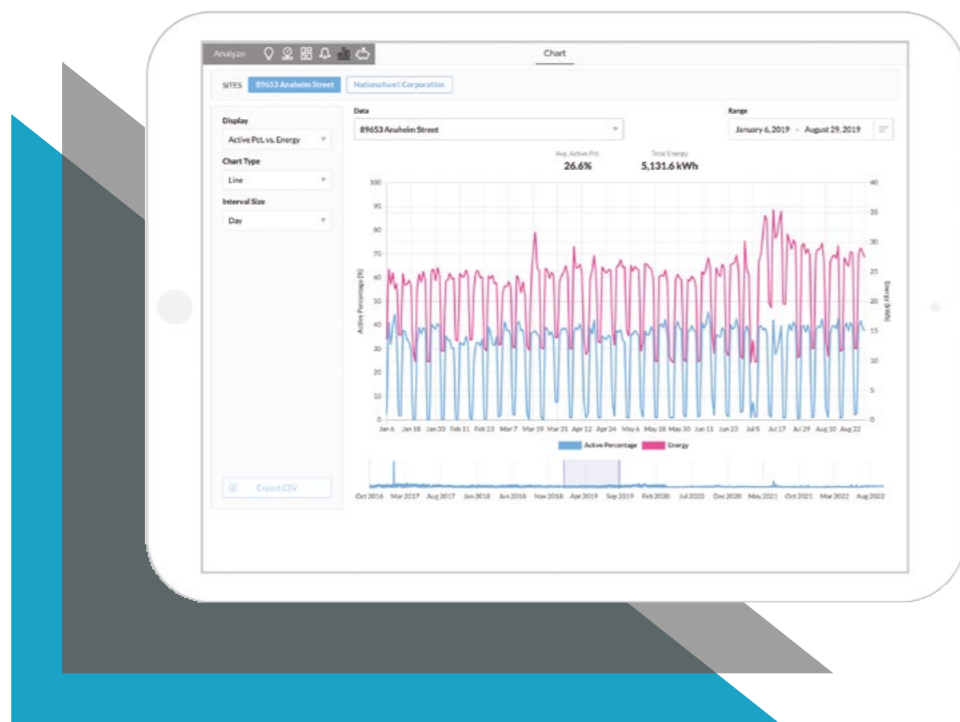 Analyze
Chart
SITES 89653 Anaheim Street Nationalwell Corporation
Display
Active Pct. vs. Energy
Chart Type
Line
Interval Size
Day
Export CSV
Data
89653 Anaheim Street
Range
January 6, 2019 - August 29, 2019
Avg. Active Pct. Total Energy
26.6% 5,131.6 kWh
Active Percentage (%)
100
90
80
70
60
50
40
30
20
10
0
40
35
30
25
20
15
10
5
0
Energy (kWh)
Jan 6 Jan 18 Jan 30 Feb 11 Feb 23 Mar 7 Mar 19 Mar 31 Apr 12 Apr 24 May 6 May 18 May 30 Jun 11 Jun 23 Jul 5 Jul 17 Jul 29 Aug 10 Aug 22
Active Percentage Energy
Oct 2016 Mar 2017 Aug 2017 Jan 2018 Jun 2018 Nov 2018 Apr 2019 Sep 2019 Feb 2020 Jul 2020 Dec 2020 May 2021 Oct 2021 Mar 2022 Aug 2022